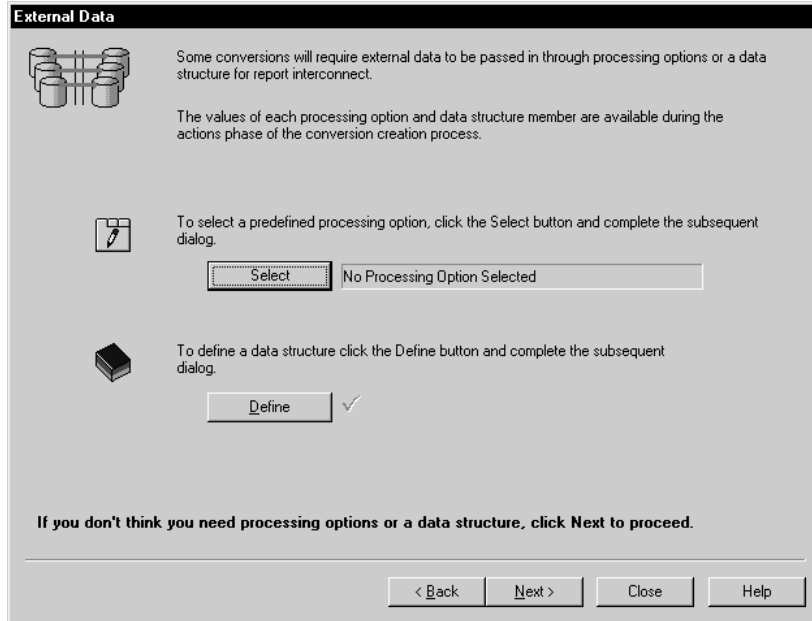 External Data
Some conversions will require external data to be passed in through processing options or a data
structure for report interconnect.
The values of each processing option and data structure member are available during the
actions phase of the conversion creation process.
To select a predefined processing option, click the Select button and complete the subsequent
dialog.
Select
No Processing Option Selected
To define a data structure click the Define button and complete the subsequent
dialog.
Define
If you don't think you need processing options or a data structure, click Next to proceed.
< Back Next > Close Help